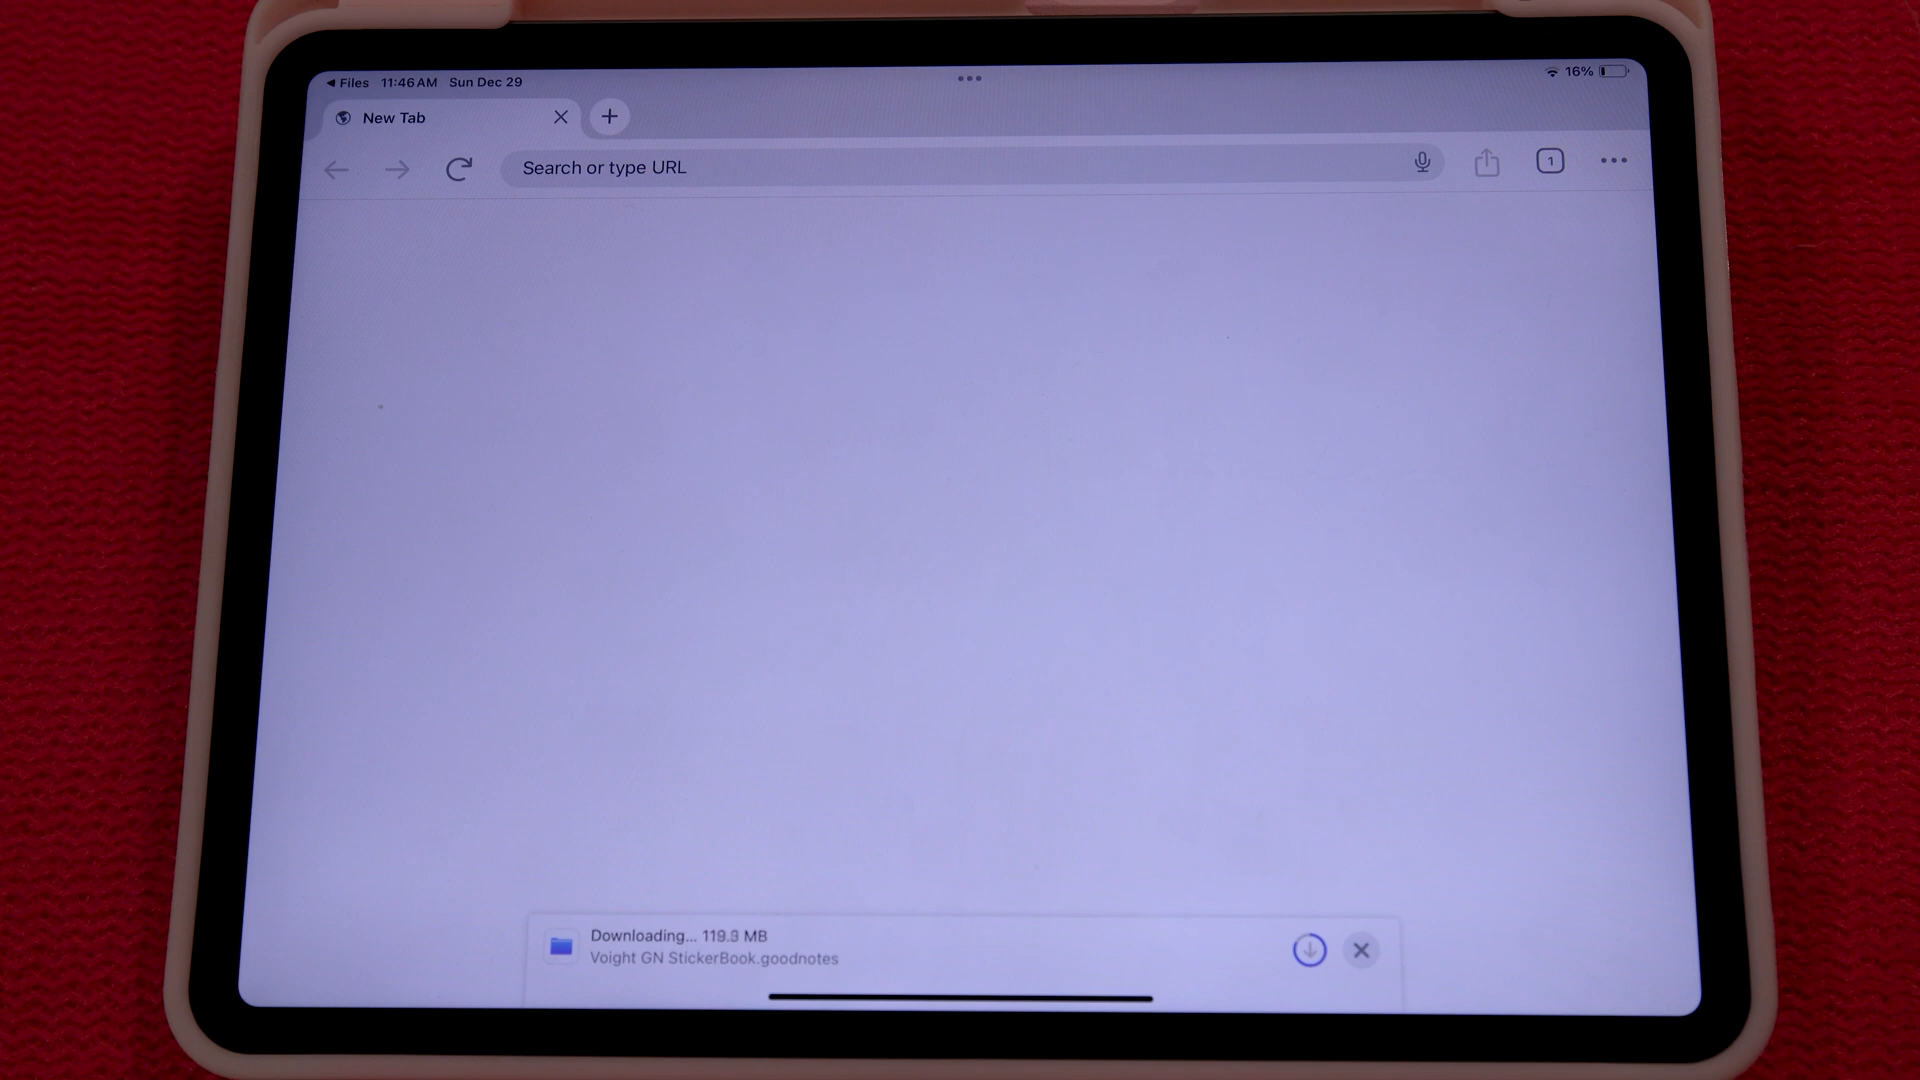 Files 11:46 AM Sun Dec 29
16%
New Tab
Search or type URL
1
Downloading... 119.3 MB
Voight GN StickerBook.goodnotes